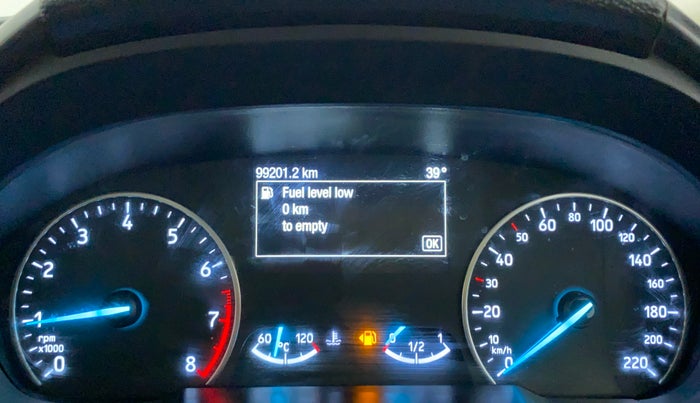 99201.2 km 39°
Fuel level low
0 km
to empty
OK
0 1 2 3 4 5 6 7 8
rpm
x1000
60 120
°C
0 1/2 1
0 10 20 30 40 50 60 80 100 120 140 160 180 200 220
km/h